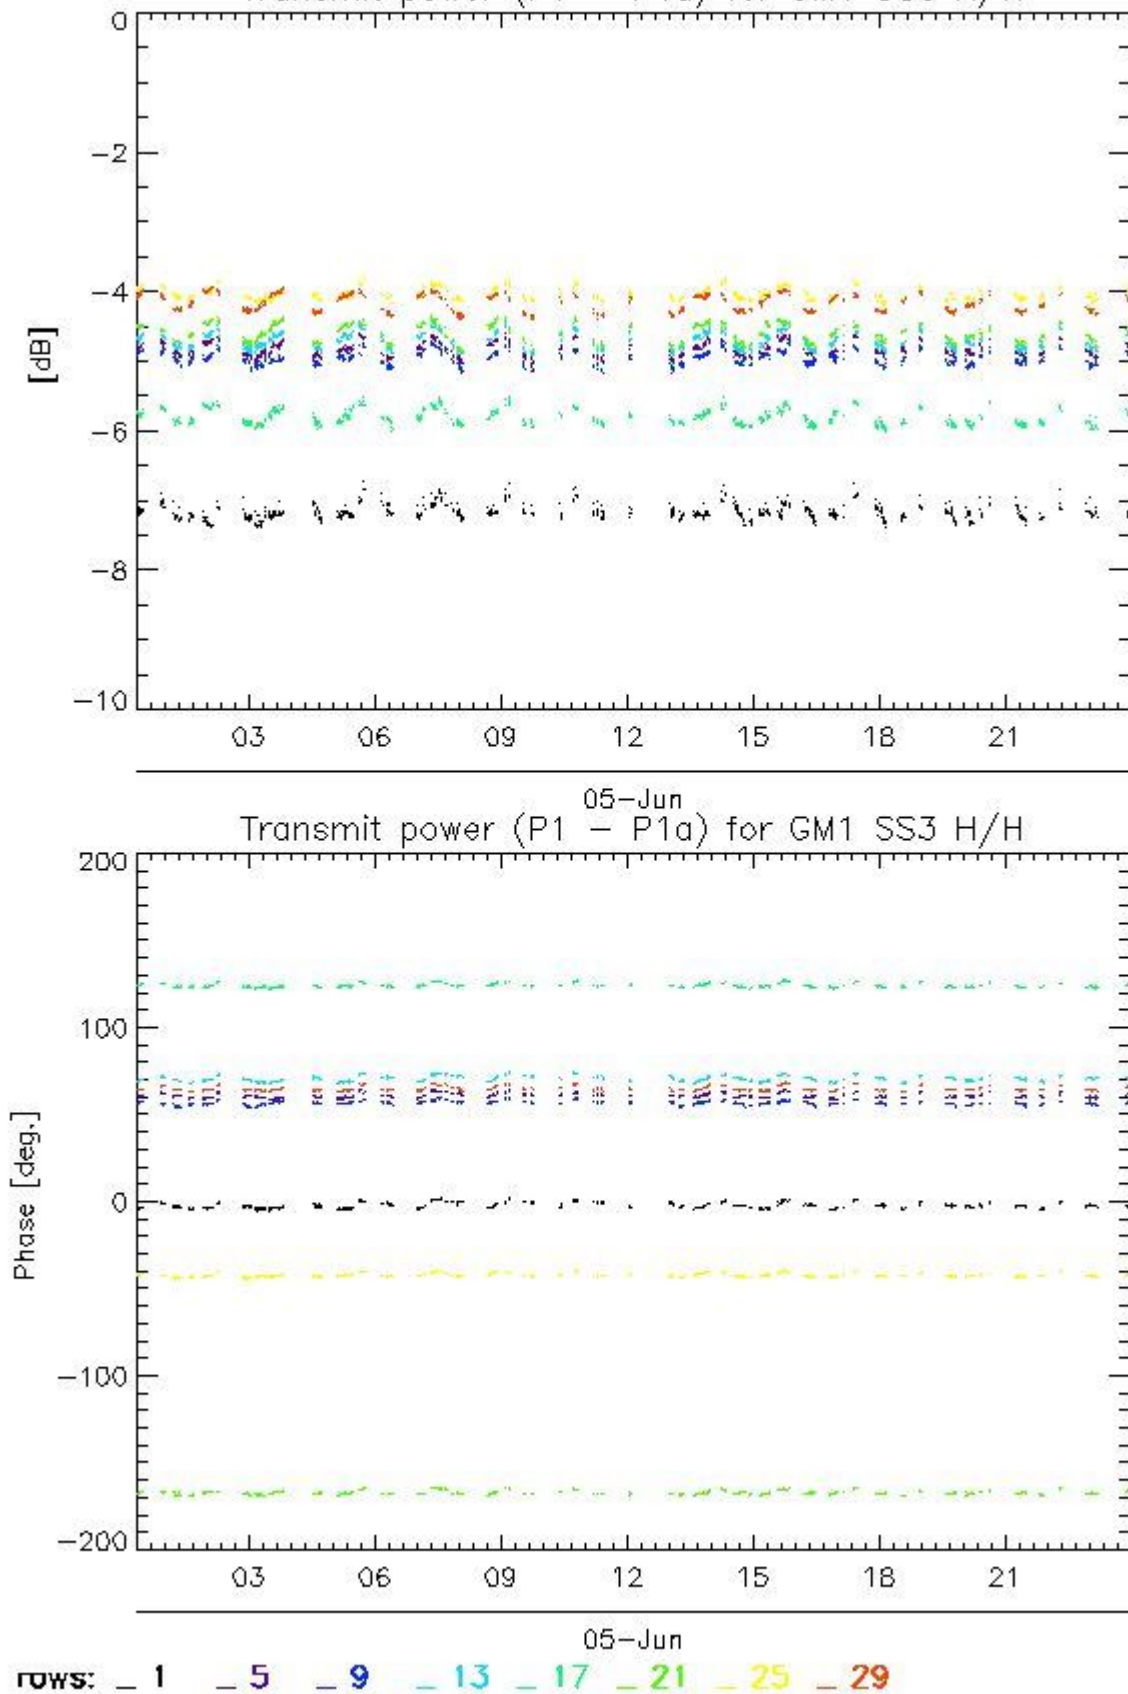 0
-2
-4
[dB]
-6
-8
-10
03 06 09 12 15 18 21
05-Jun
Transmit power (P1 - P1a) for GM1 SS3 H/H
200
100
Phase [deg.]
0
-100
-200
03 06 09 12 15 18 21
05-Jun
rows: _ 1 _ 5 _ 9 _ 13 _ 17 _ 21 _ 25 _ 29